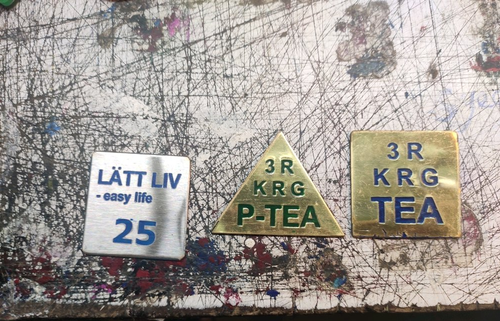 LÄTT LIV
- easy life
25
3 R
KRG
P-TEA
3 R
KRG
TEA